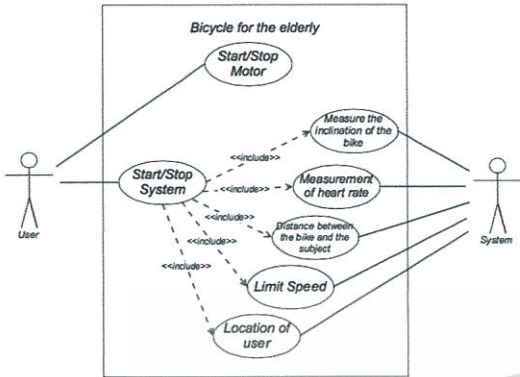 Bicycle for the elderly
Start/Stop
Motor
Measure the
inclination of the
bike
<<include>>
Start/Stop
System
<<include>>
Measurement
of heart rate
<<include>>
Distance between
the bike and the
subject
User
System
<<include>>
<<include>>
Limit Speed
Location of
user